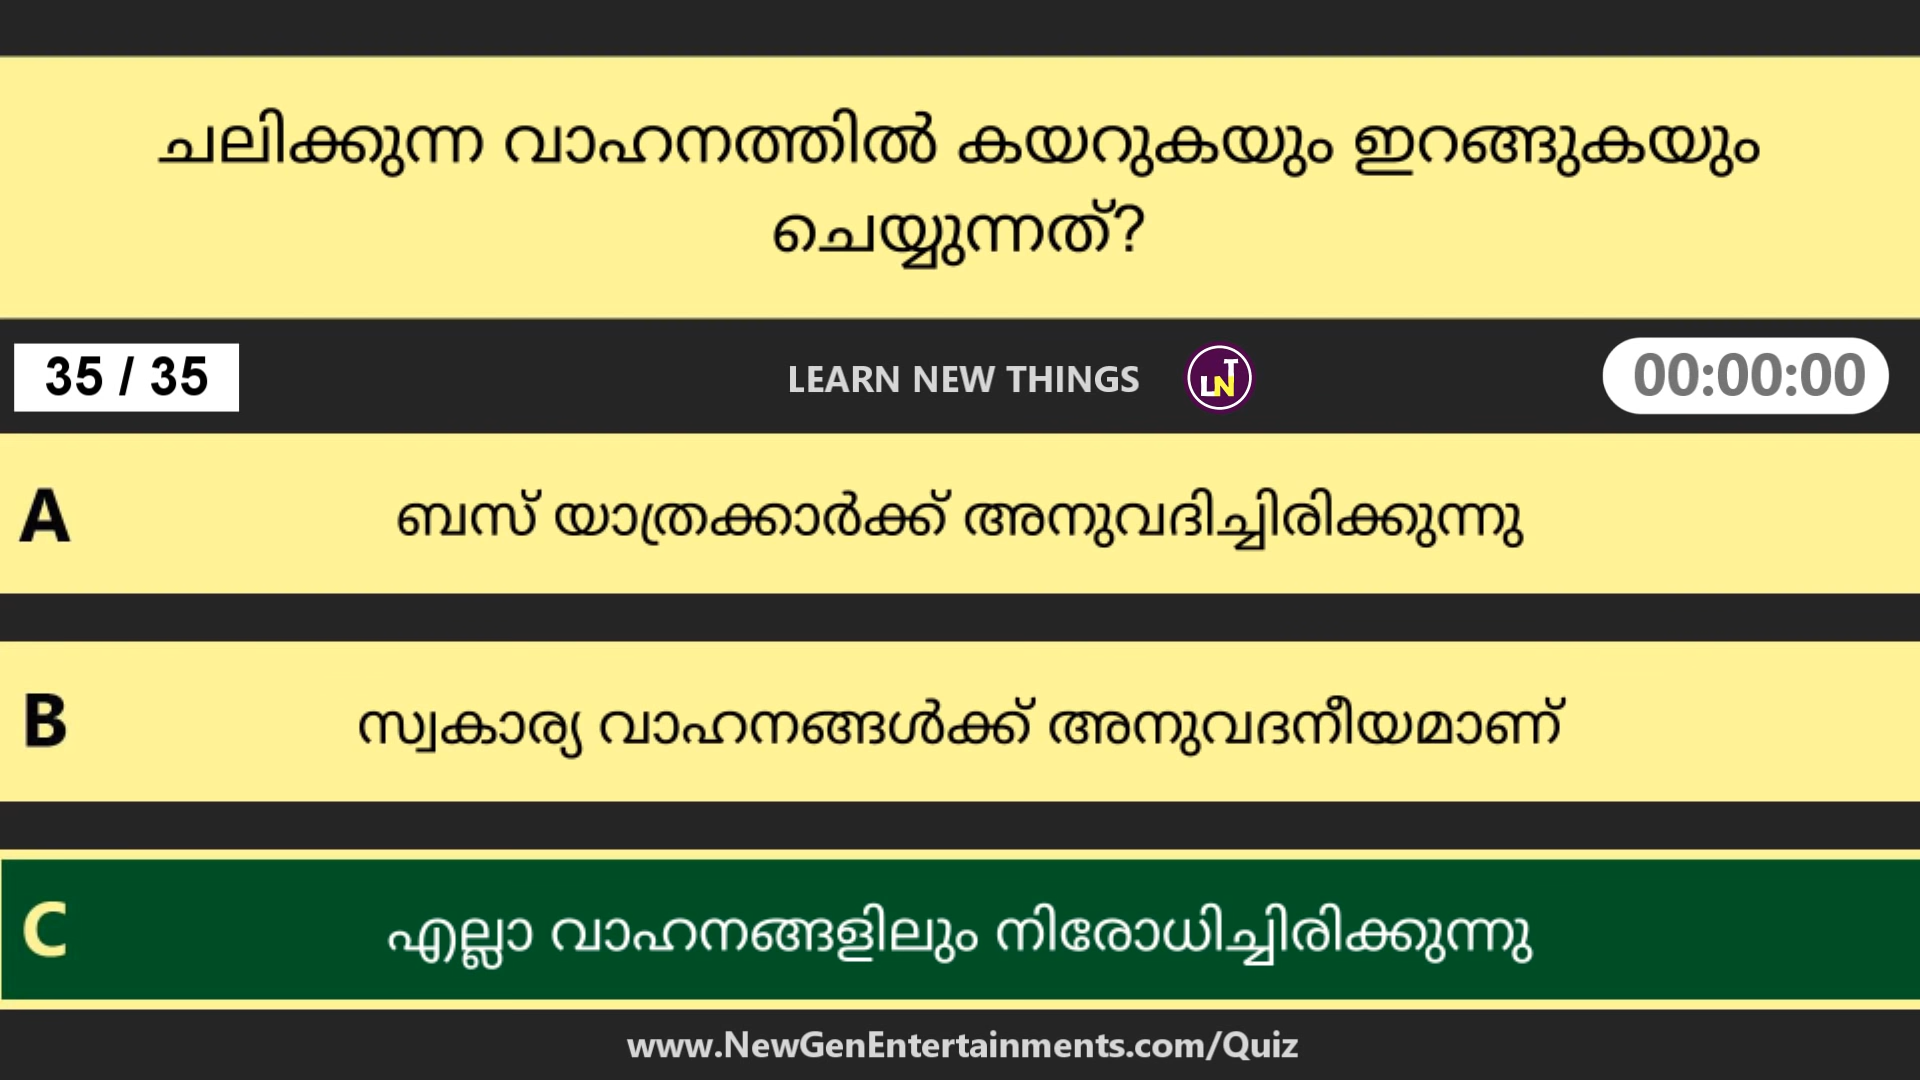 ചലിക്കുന്ന വാഹനത്തിൽ കയറുകയും ഇറങ്ങുകയും
ചെയ്യുന്നത്?
35 / 35
LEARN NEW THINGS
LNT
00:00:00
A
ബസ് യാത്രക്കാർക്ക് അനുവദിച്ചിരിക്കുന്നു
B
സ്വകാര്യ വാഹനങ്ങൾക്ക് അനുവദനീയമാണ്
C
എല്ലാ വാഹനങ്ങളിലും നിരോധിച്ചിരിക്കുന്നു
www.NewGenEntertainments.com/Quiz